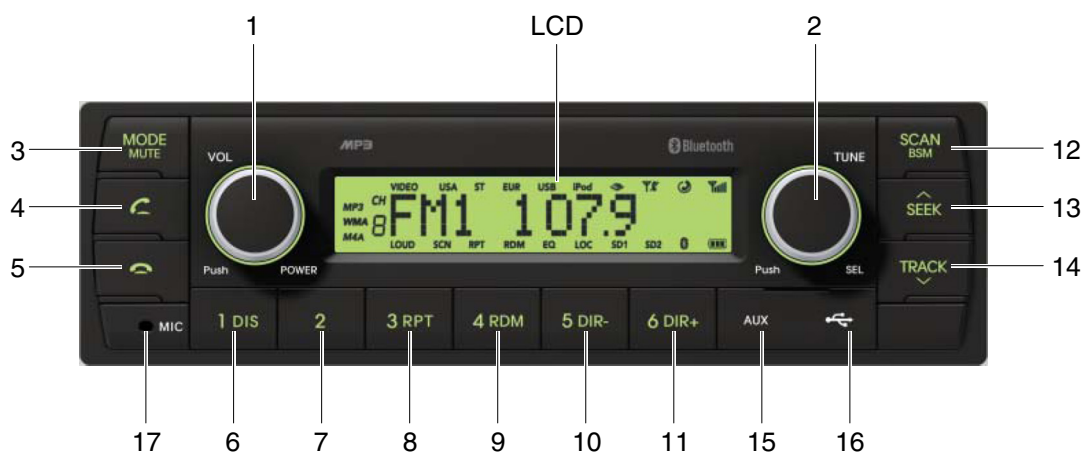 1 LCD 2
3 MODE MUTE
4
5
VOL
Push POWER
MP3
Bluetooth
VIDEO USA ST EUR USB iPod
MP3 CH
WMA 8 FM1 107.9
M4A
LOUD SCN RPT RDM EQ LOC SD1 SD2
TUNE
Push SEL
SCAN BSM 12
SEEK 13
TRACK 14
MIC 1 DIS 2 3 RPT 4 RDM 5 DIR- 6 DIR+ AUX
17 6 7 8 9 10 11 15 16